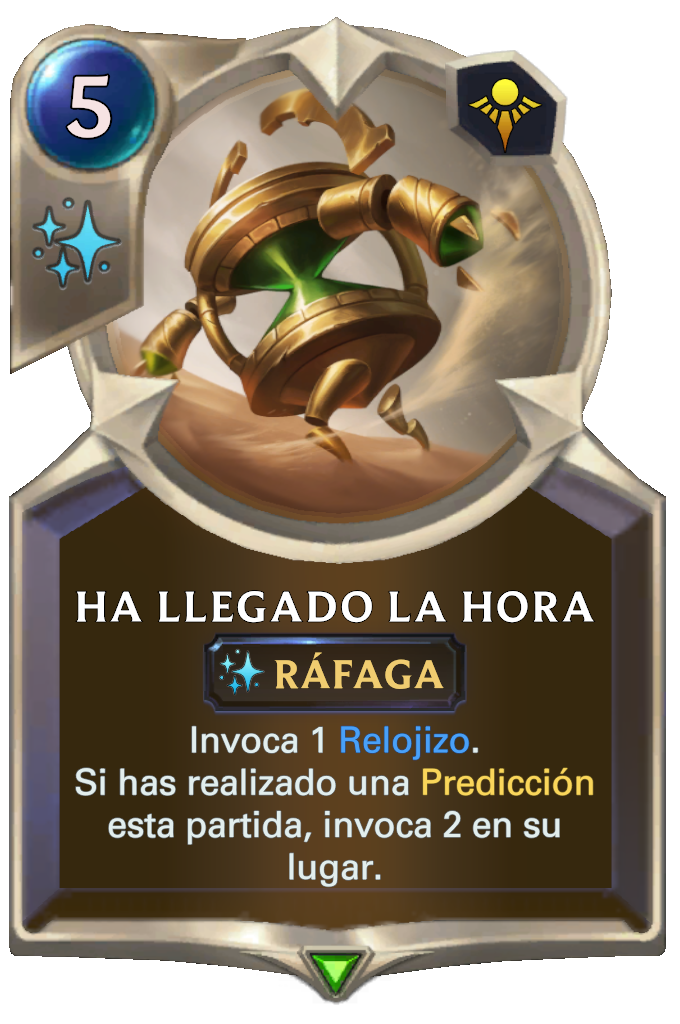 5
HA LLEGADO LA HORA
RÁFAGA
Invoca 1 Relojizo.
Si has realizado una Predicción
esta partida, invoca 2 en su
lugar.